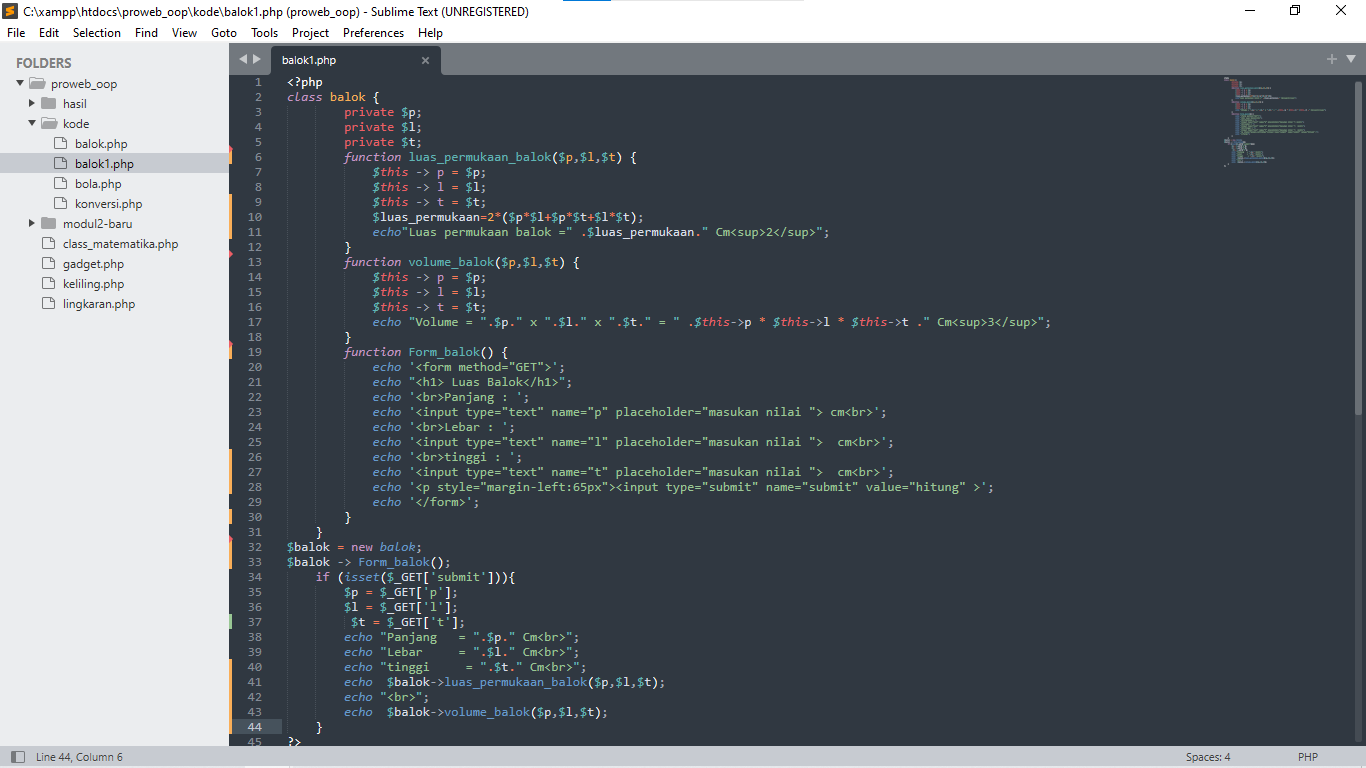 C:\xampp\htdocs\proweb_oop\kode\balok1.php (proweb_oop) - Sublime Text (UNREGISTERED)
File Edit Selection Find View Goto Tools Project Preferences Help
FOLDERS
proweb_oop
hasil
kode
balok.php
balok1.php
bola.php
konversi.php
modul2-baru
class_matematika.php
gadget.php
keliling.php
lingkaran.php
balok1.php
1 <?php
2 class balok {
3         private $p;
4         private $l;
5         private $t;
6         function luas_permukaan_balok($p,$l,$t) {
7             $this -> p = $p;
8             $this -> l = $l;
9             $this -> t = $t;
10             $luas_permukaan=2*($p*$l+$p*$t+$l*$t);
11             echo"Luas permukaan balok =" .$luas_permukaan." Cm<sup>2</sup>";
12         }
13         function volume_balok($p,$l,$t) {
14             $this -> p = $p;
15             $this -> l = $l;
16             $this -> t = $t;
17             echo "Volume = ".$p." x ".$l." x ".$t." = " .$this->p * $this->l * $this->t ." Cm<sup>3</sup>";
18         }
19         function Form_balok() {
20             echo '<form method="GET">';
21             echo "<h1> Luas Balok</h1>";
22             echo '<br>Panjang : ';
23             echo '<input type="text" name="p" placeholder="masukan nilai "> cm<br>';
24             echo '<br>Lebar : ';
25             echo '<input type="text" name="l" placeholder="masukan nilai ">  cm<br>';
26             echo '<br>tinggi : ';
27             echo '<input type="text" name="t" placeholder="masukan nilai ">  cm<br>';
28             echo '<p style="margin-left:65px"><input type="submit" name="submit" value="hitung" >';
29             echo '</form>';
30         }
31     }
32 $balok = new balok;
33 $balok -> Form_balok();
34     if (isset($_GET['submit'])){
35         $p = $_GET['p'];
36         $l = $_GET['l'];
37          $t = $_GET['t'];
38         echo "Panjang   = ".$p." Cm<br>";
39         echo "Lebar     = ".$l." Cm<br>";
40         echo "tinggi     = ".$t." Cm<br>";
41         echo  $balok->luas_permukaan_balok($p,$l,$t);
42         echo "<br>";
43         echo  $balok->volume_balok($p,$l,$t);
44     }
45 ?>
Line 44, Column 6
Spaces: 4
PHP